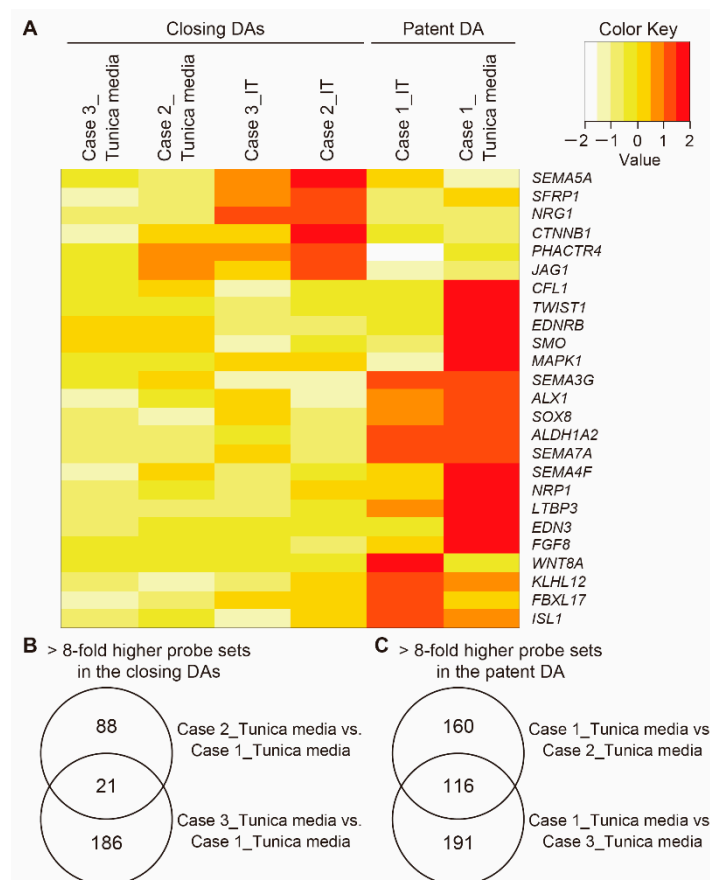 A
Closing DAs
Patent DA
Color Key
Case 3_
Tunica media
Case 2_
Tunica media
Case 3_IT
Case 2_IT
Case 1_IT
Case 1_
Tunica media
−2 −1 0 1 2
Value
SEMA5A
SFRP1
NRG1
CTNNB1
PHACTR4
JAG1
CFL1
TWIST1
EDNRB
SMO
MAPK1
SEMA3G
ALX1
SOX8
ALDH1A2
SEMA7A
SEMA4F
NRP1
LTBP3
EDN3
FGF8
WNT8A
KLHL12
FBXL17
ISL1
B > 8-fold higher probe sets
in the closing DAs
88
Case 2_Tunica media vs.
Case 1_Tunica media
21
186
Case 3_Tunica media vs.
Case 1_Tunica media
C > 8-fold higher probe sets
in the patent DA
160
Case 1_Tunica media vs
Case 2_Tunica media
116
191
Case 1_Tunica media vs
Case 3_Tunica media